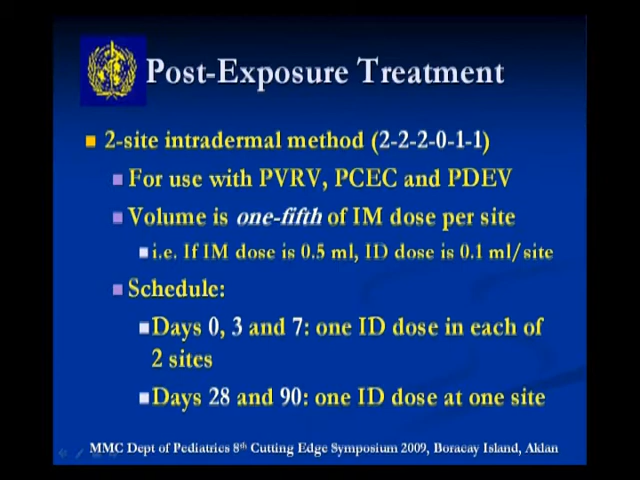 Post-Exposure Treatment
2-site intradermal method (2-2-2-0-1-1)
For use with PVRV, PCEC and PDEV
Volume is one-fifth of IM dose per site
i.e. If IM dose is 0.5 ml, ID dose is 0.1 ml/site
Schedule:
Days 0, 3 and 7: one ID dose in each of
2 sites
Days 28 and 90: one ID dose at one site
MMC Dept of Pediatrics 8th Cutting Edge Symposium 2009, Boracay Island, Aklan